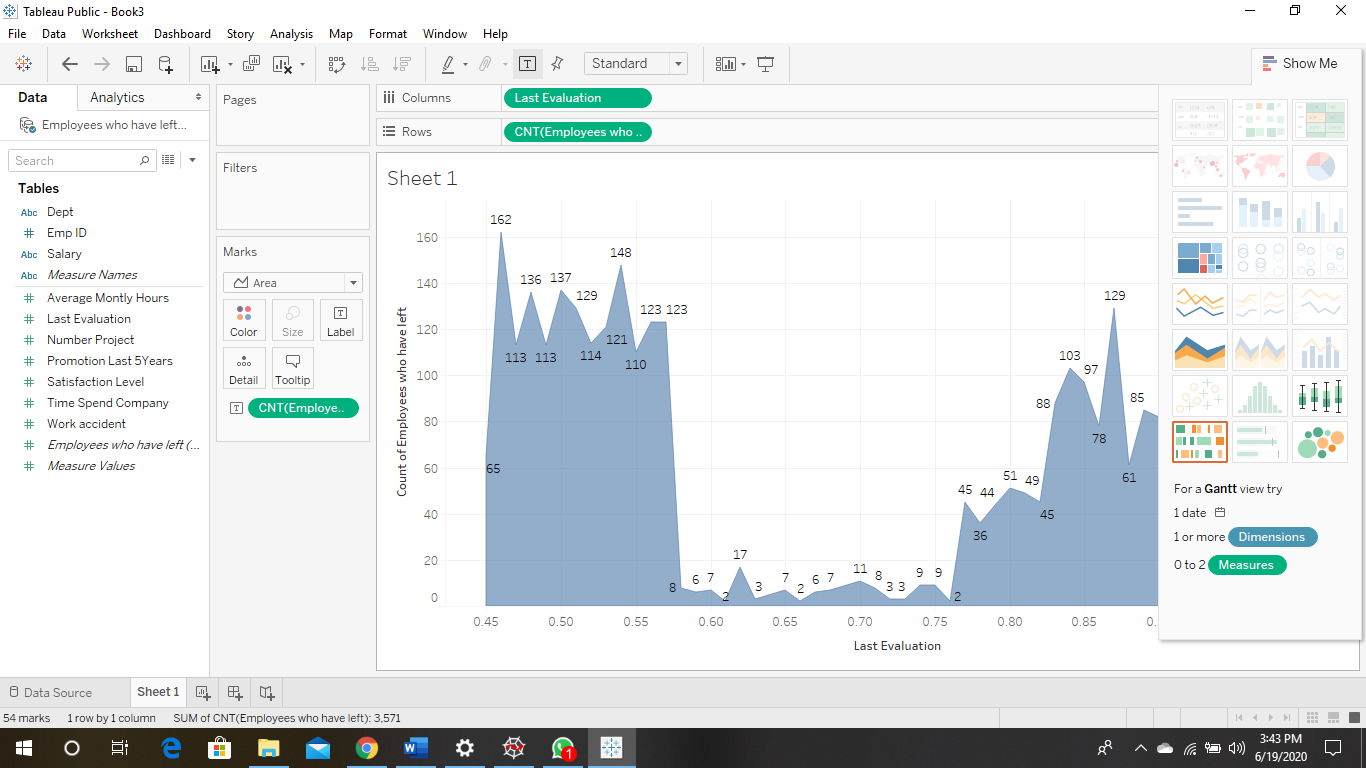 Tableau Public - Book3
File Data Worksheet Dashboard Story Analysis Map Format Window Help
Standard
Show Me
Data Analytics
Employees who have left...
Search
Tables
Abc Dept
# Emp ID
Abc Salary
Abc Measure Names
# Average Montly Hours
# Last Evaluation
# Number Project
# Promotion Last 5Years
# Satisfaction Level
# Time Spend Company
# Work accident
# Employees who have left (...
# Measure Values
Pages
Filters
Marks
Area
Color Size Label
Detail Tooltip
CNT(Employe..
Columns Last Evaluation
Rows CNT(Employees who ..
Sheet 1
Count of Employees who have left
160
140
120
100
80
60
40
20
0
65
162
113
136
113
137
129
114
121
148
110
123
123
8
6
7
2
17
3
7
2
6
7
11
8
3
3
9
9
2
45
36
44
51
49
45
88
103
97
78
129
61
85
0.45 0.50 0.55 0.60 0.65 0.70 0.75 0.80 0.85 0.
Last Evaluation
For a Gantt view try
1 date
1 or more Dimensions
0 to 2 Measures
Data Source Sheet 1
54 marks 1 row by 1 column SUM of CNT(Employees who have left): 3,571
1
3:43 PM
6/19/2020